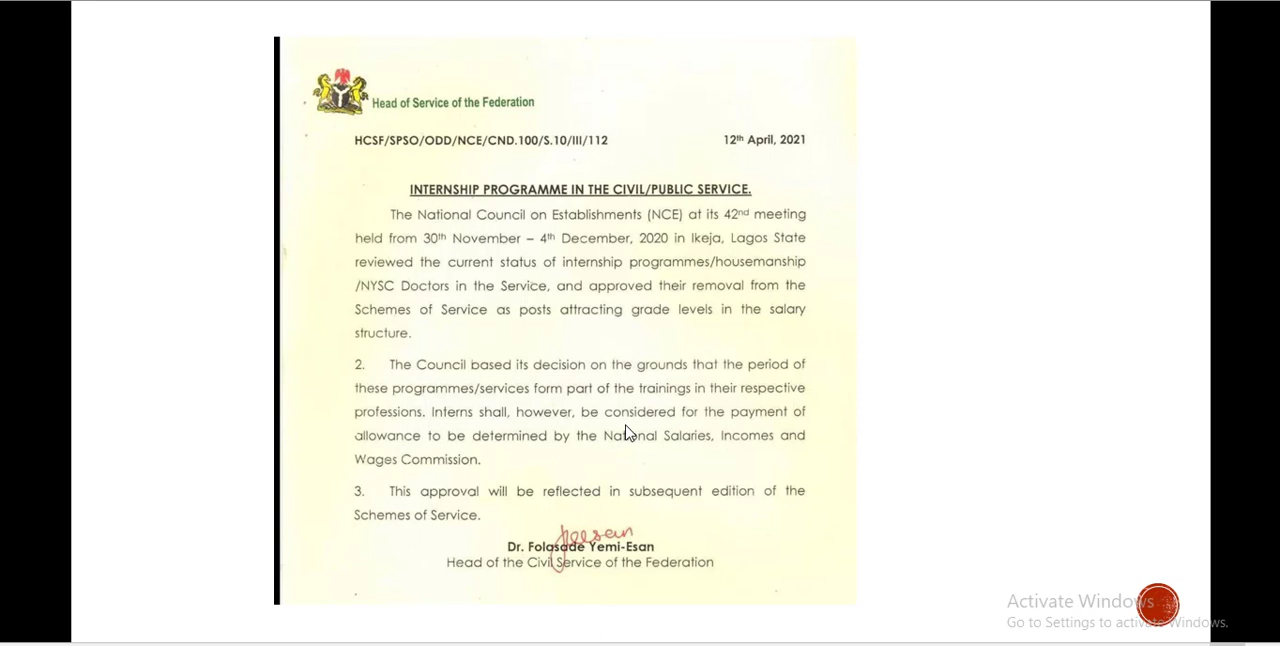 Head of Service of the Federation
HCSF/SPSO/ODD/NCE/CND.100/S.10/III/112 12th April, 2021
INTERNSHIP PROGRAMME IN THE CIVIL/PUBLIC SERVICE.
The National Council on Establishments (NCE) at its 42nd meeting
held from 30th November – 4th December, 2020 in Ikeja, Lagos State
reviewed the current status of internship programmes/housemanship
/NYSC Doctors in the Service, and approved their removal from the
Schemes of Service as posts attracting grade levels in the salary
structure.
2. The Council based its decision on the grounds that the period of
these programmes/services form part of the trainings in their respective
professions. Interns shall, however, be considered for the payment of
allowance to be determined by the National Salaries, Incomes and
Wages Commission.
3. This approval will be reflected in subsequent edition of the
Schemes of Service.
Dr. Folasade Yemi-Esan
Head of the Civil Service of the Federation
Activate Windows
Go to Settings to activate Windows.